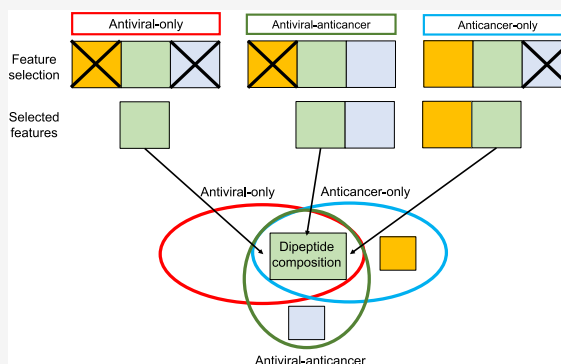 Antiviral-only
Antiviral-anticancer
Anticancer-only
Feature
selection
Selected
features
Antiviral-only
Anticancer-only
Dipeptide
composition
Antiviral-anticancer